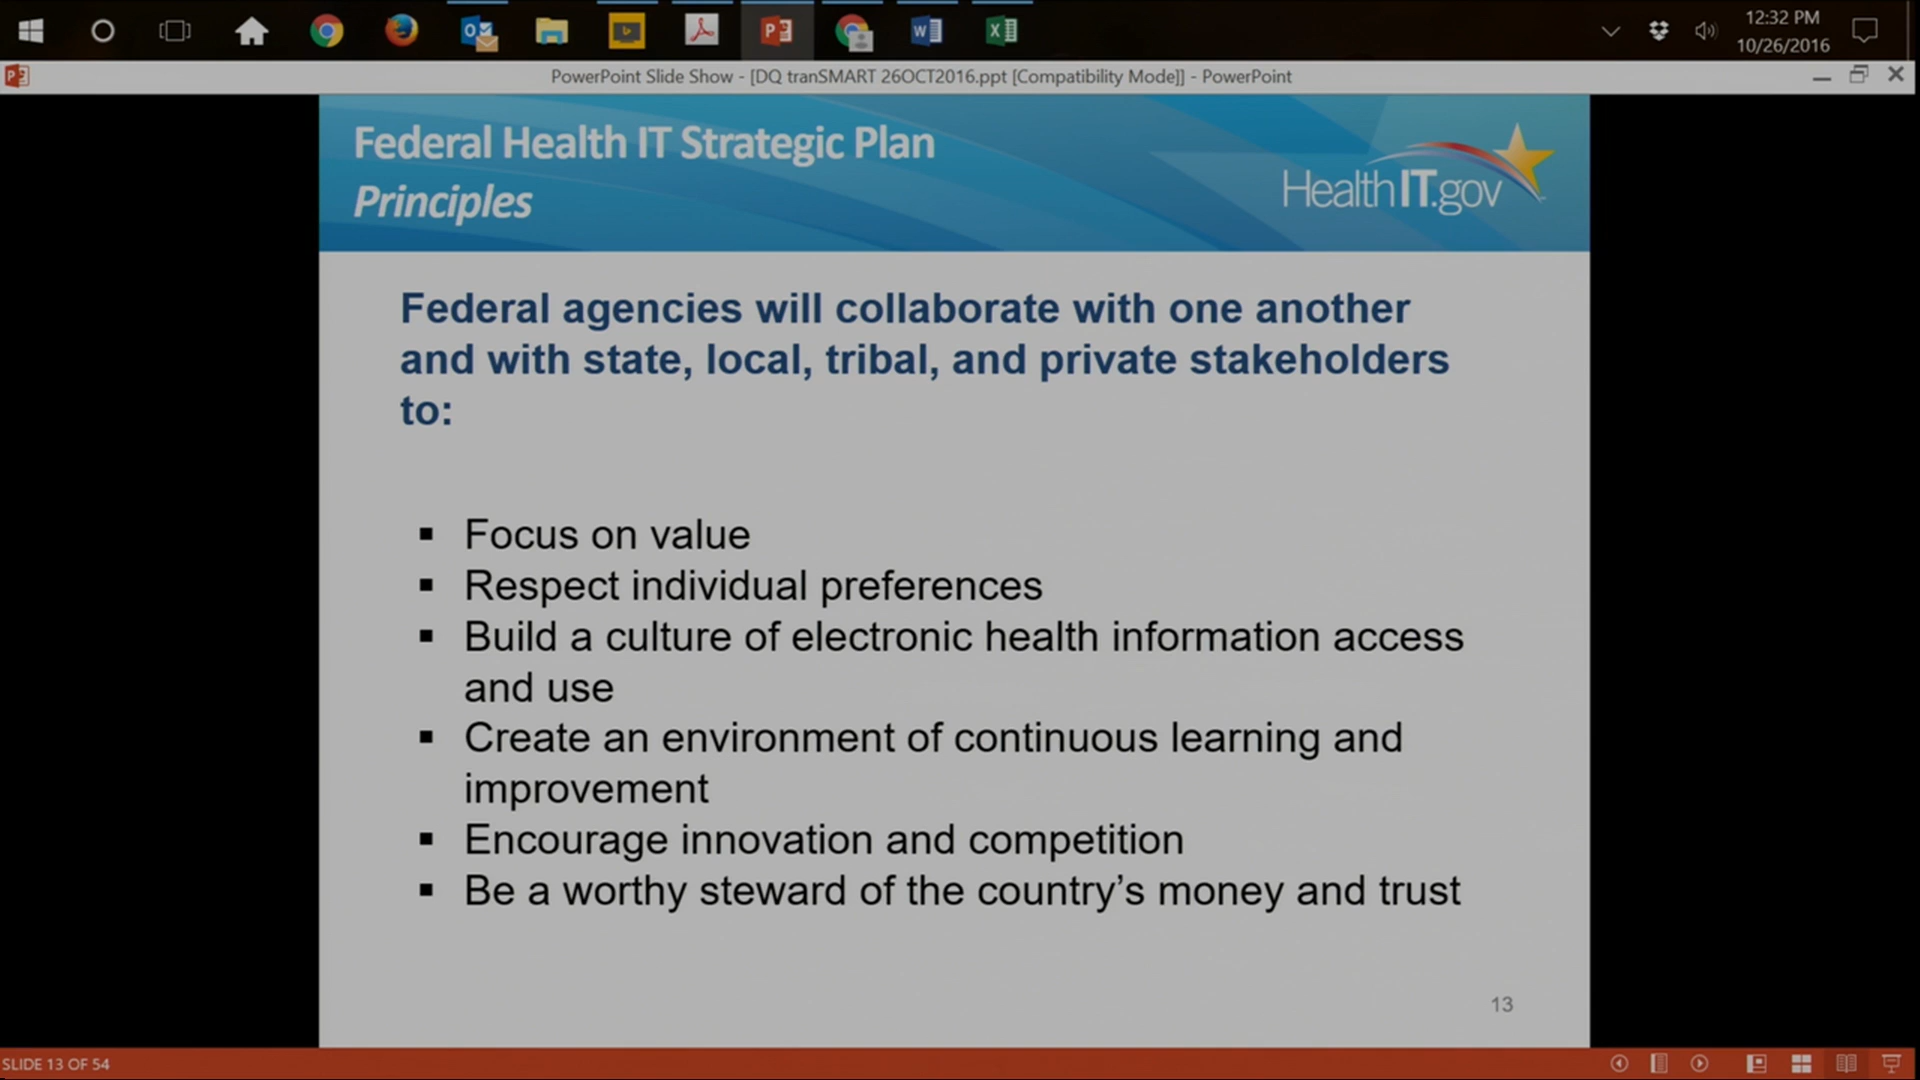 12:32 PM
10/26/2016
PowerPoint Slide Show - [DQ tranSMART 26OCT2016.ppt [Compatibility Mode]] - PowerPoint
Federal Health IT Strategic Plan
Principles
HealthIT.gov
Federal agencies will collaborate with one another
and with state, local, tribal, and private stakeholders
to:
▪ Focus on value
▪ Respect individual preferences
▪ Build a culture of electronic health information access
and use
▪ Create an environment of continuous learning and
improvement
▪ Encourage innovation and competition
▪ Be a worthy steward of the country’s money and trust
13
SLIDE 13 OF 54